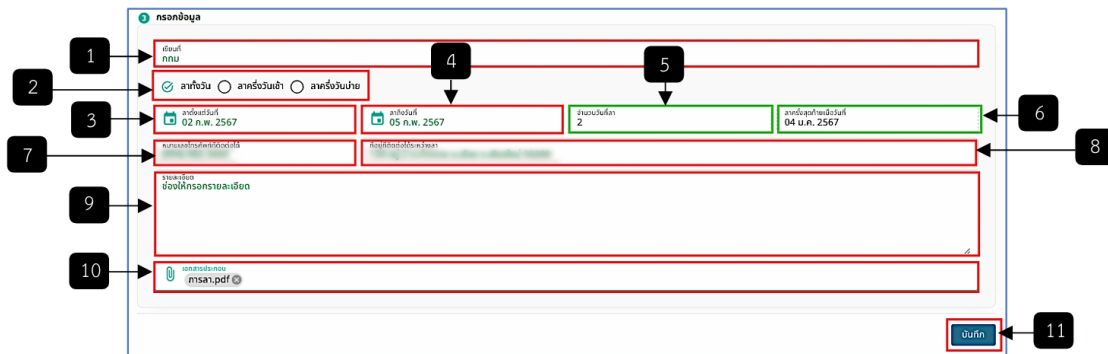 3 กรอกข้อมูล
1
เขียนที่
กทม
2
ลาทั้งวัน ลาครึ่งวันเช้า ลาครึ่งวันบ่าย
3
ลาตั้งแต่วันที่
02 ก.พ. 2567
4
ลาถึงวันที่
05 ก.พ. 2567
5
จำนวนวันที่ลา
2
6
ลาครั้งสุดท้ายเมื่อวันที่
04 ม.ค. 2567
7
หมายเลขโทรศัพท์ที่ติดต่อได้
8
ที่อยู่ที่ติดต่อได้ระหว่างลา
9
รายละเอียด
ช่องให้กรอกรายละเอียด
10
เอกสารประกอบ
การลา.pdf
บันทึก
11